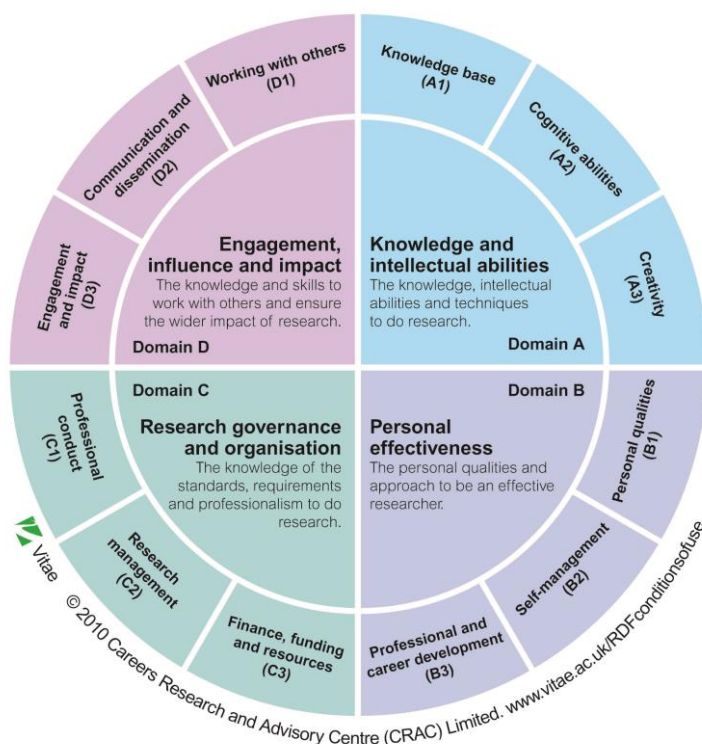 Working with others
(D1)
Communication and
dissemination
(D2)
Engagement
and impact
(D3)
Knowledge base
(A1)
Cognitive abilities
(A2)
Creativity
(A3)
Engagement,
influence and impact
The knowledge and skills to
work with others and ensure
the wider impact of research.
Domain D
Knowledge and
intellectual abilities
The knowledge, intellectual
abilities and techniques
to do research.
Domain A
Domain C
Research governance
and organisation
The knowledge of the
standards, requirements
and professionalism to do
research.
Domain B
Personal
effectiveness
The personal qualities and
approach to be an effective
researcher.
Personal qualities
(B1)
Self-management
(B2)
Professional and
career development
(B3)
Professional
conduct
(C1)
Research
management
(C2)
Finance, funding
and resources
(C3)
Vitae
© 2010 Careers Research and Advisory Centre (CRAC) Limited. www.vitae.ac.uk/RDFconditionsofuse